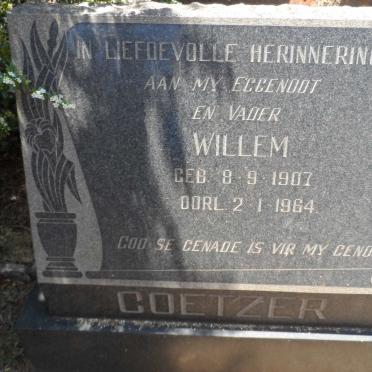 IN LIEFDEVOLLE HERINNERING
AAN MY EGGENOOT
EN VADER
WILLEM
GEB. 8-9-1907
OORL. 2-1-1964
GOD SE GENADE IS VIR MY GENO
COETZER